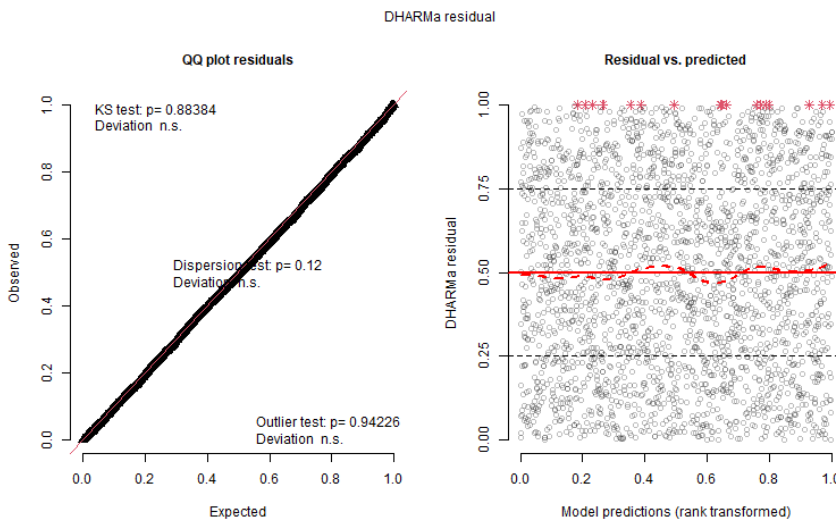 DHARMa residual
QQ plot residuals
KS test: p= 0.88384
Deviation n.s.
Dispersion test: p= 0.12
Deviation n.s.
Outlier test: p= 0.94226
Deviation n.s.
Observed
0.0
0.2
0.4
0.6
0.8
1.0
0.0 0.2 0.4 0.6 0.8 1.0
Expected
Residual vs. predicted
DHARMa residual
0.00
0.25
0.50
0.75
1.00
0.0 0.2 0.4 0.6 0.8 1.0
Model predictions (rank transformed)